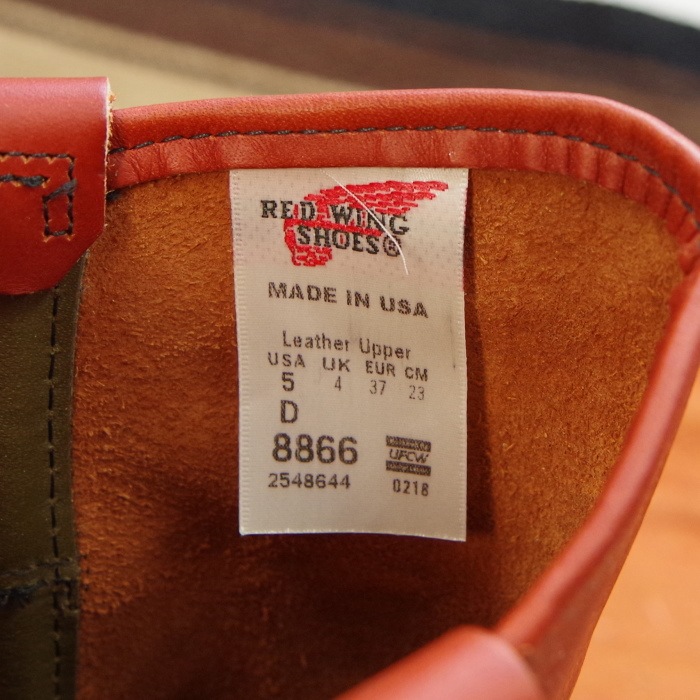 RED WING
SHOES®
MADE IN USA
Leather Upper
USA UK EUR CM
5 4 37 23
D
8866 UFCW
2548644 0218